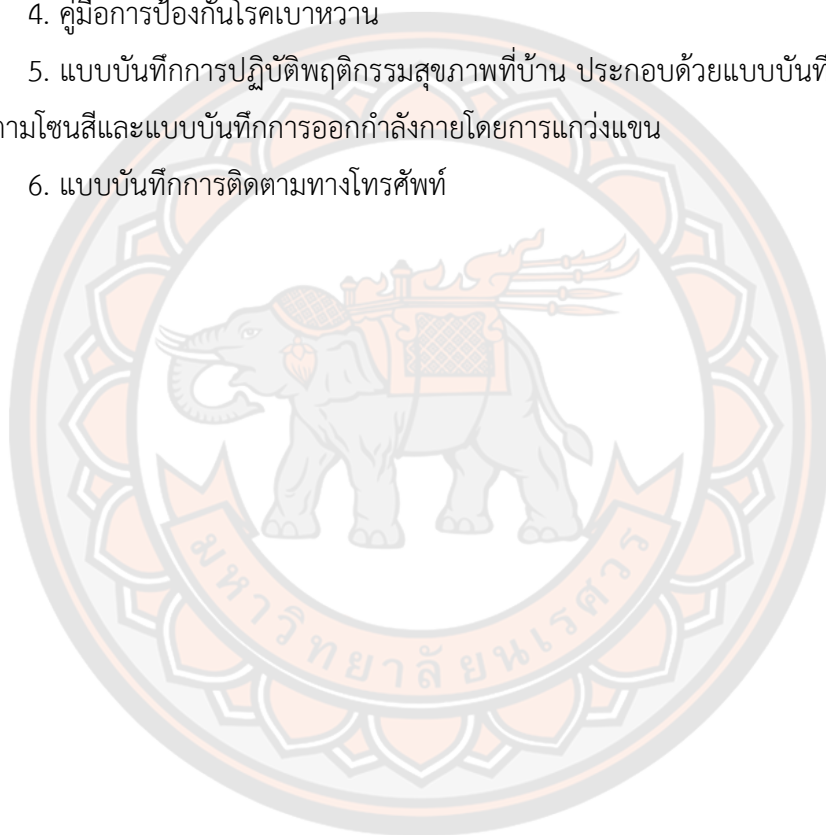 4. คู่มือการป้องกันโรคเบาหวาน
5. แบบบันทึกการปฏิบัติพฤติกรรมสุขภาพที่บ้าน ประกอบด้วยแบบบันที
ตามโซนสีและแบบบันทึกการออกกำลังกายโดยการแกว่งแขน
6. แบบบันทึกการติดตามทางโทรศัพท์
มหาวิทยาลัยนเรศวร